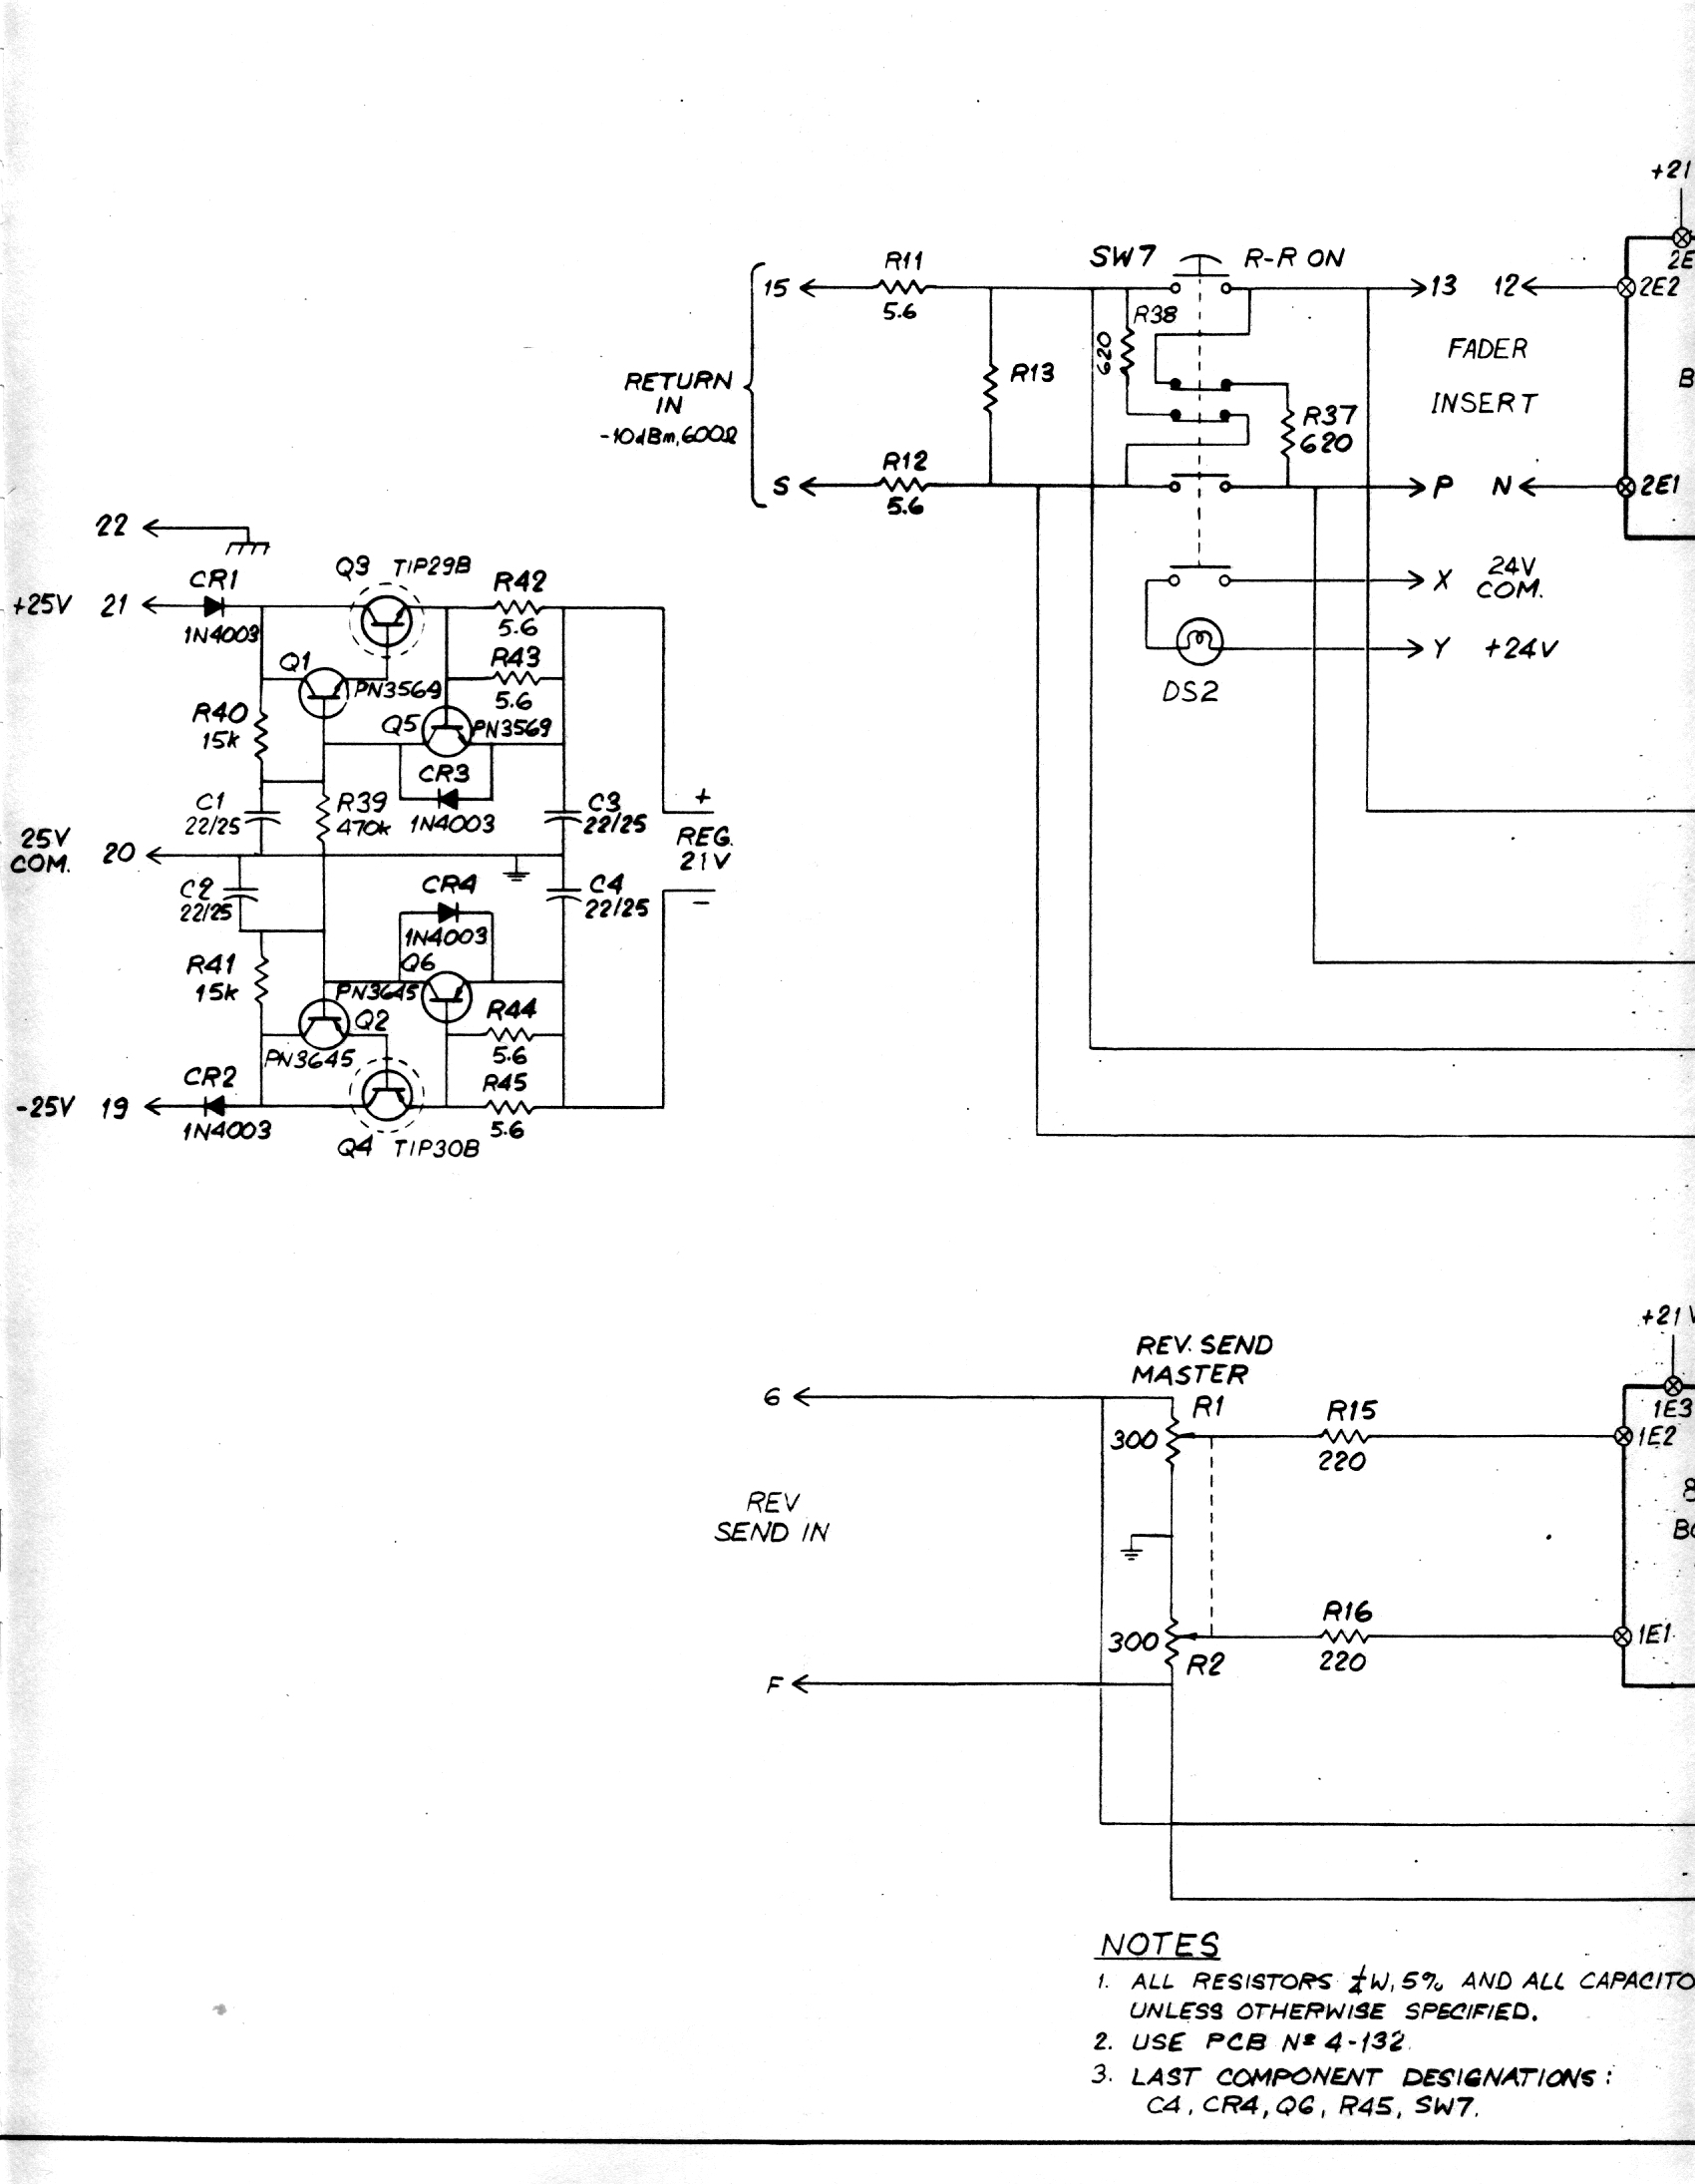 +21
SW7 R-R ON
R11
15
5.6
R38
620
13 12
2E
2E2
FADER
INSERT
RETURN
IN
-10dBm, 600Ω
R13
R37
620
B
R12
S
5.6
P N
2E1
X 24V
COM.
Y +24V
DS2
22
Q3 TIP29B
CR1
+25V 21
1N4003
R42
5.6
R43
5.6
Q1
PN3569
R40
15k
Q5
PN3569
CR3
1N4003
C1
22/25
R39
470k
C3
22/25
+
REG.
21V
−
25V
COM.
20
C2
22/25
CR4
1N4003
C4
22/25
R41
15k
Q6
PN3645
Q2
PN3645
R44
5.6
R45
5.6
CR2
-25V 19
1N4003
Q4 TIP30B
+21V
REV. SEND
MASTER
6
R1
300
R15
220
1E3
1E2
REV
SEND IN
8
BO
R16
220
300
R2
1E1
F
NOTES
1. ALL RESISTORS ¼W, 5% AND ALL CAPACITO
UNLESS OTHERWISE SPECIFIED.
2. USE PCB Nº 4-132
3. LAST COMPONENT DESIGNATIONS:
C4, CR4, Q6, R45, SW7.